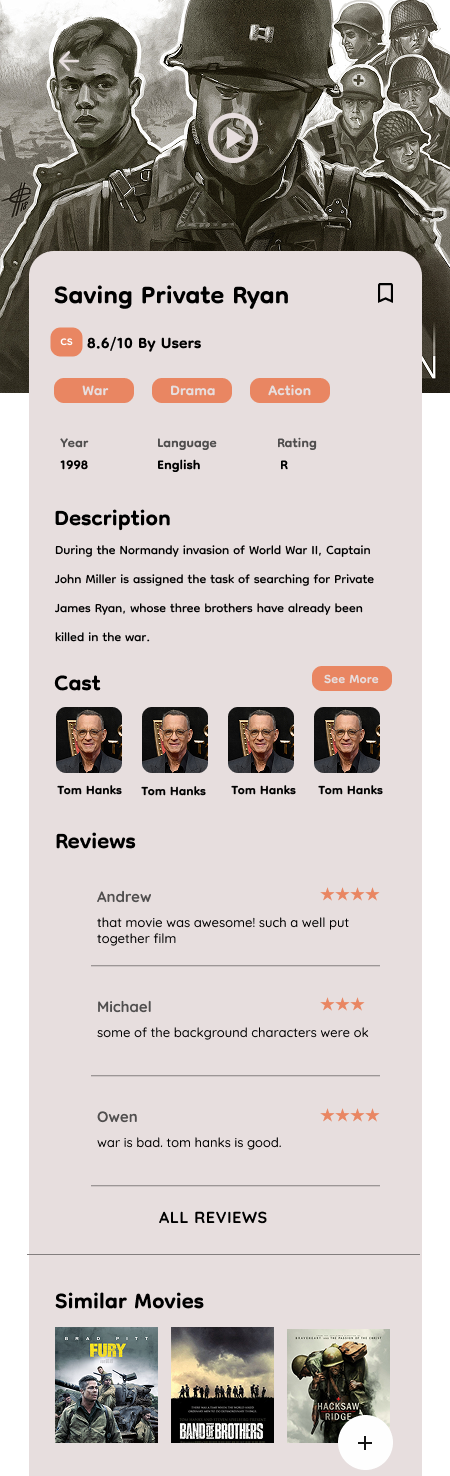 Saving Private Ryan
N
CS 8.6/10 By Users
War Drama Action
Year Language Rating
1998 English R
Description
During the Normandy invasion of World War II, Captain
John Miller is assigned the task of searching for Private
James Ryan, whose three brothers have already been
killed in the war.
Cast
See More
Tom Hanks Tom Hanks Tom Hanks Tom Hanks
Reviews
Andrew
that movie was awesome! such a well put
together film
Michael
some of the background characters were ok
Owen
war is bad. tom hanks is good.
ALL REVIEWS
Similar Movies
BRAD PITT
FURY
BAND OF BROTHERS
HACKSAW
RIDGE